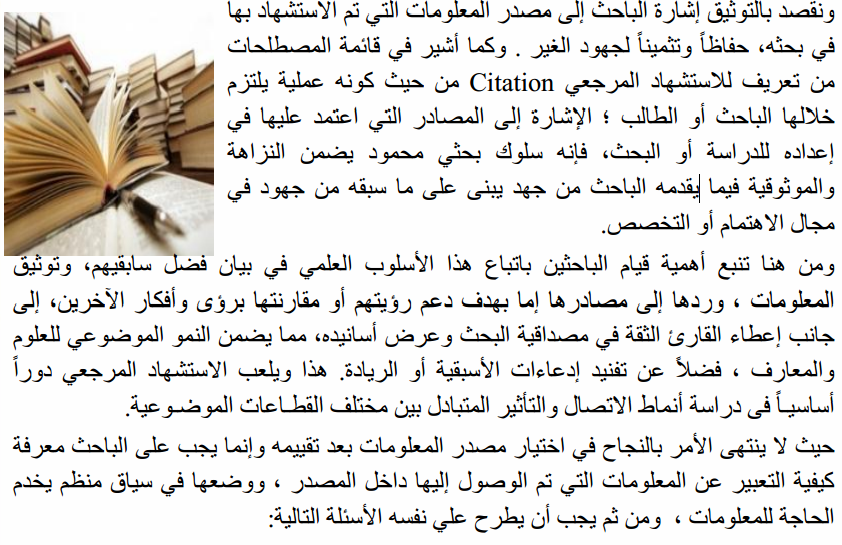 ونقصد بالتوثيق إشارة الباحث إلى مصدر المعلومات التي تم الاستشهاد بها
في بحثه، حفاظاً وتثميناً لجهود الغير . وكما أشير في قائمة المصطلحات
من تعريف للاستشهاد المرجعي Citation من حيث كونه عملية يلتزم
خلالها الباحث أو الطالب ؛ الإشارة إلى المصادر التي اعتمد عليها في
إعداده للدراسة أو البحث، فإنه سلوك بحثي محمود يضمن النزاهة
والموثوقية فيما يقدمه الباحث من جهد يبنى على ما سبقه من جهود في
مجال الاهتمام أو التخصص.
ومن هنا تنبع أهمية قيام الباحثين باتباع هذا الأسلوب العلمي في بيان فضل سابقيهم، وتوثيق
المعلومات ، وردها إلى مصادرها إما بهدف دعم رؤيتهم أو مقارنتها برؤى وأفكار الآخرين، إلى
جانب إعطاء القارئ الثقة في مصداقية البحث وعرض أسانيده، مما يضمن النمو الموضوعي للعلوم
والمعارف ، فضلاً عن تفنيد إدعاءات الأسبقية أو الريادة. هذا ويلعب الاستشهاد المرجعي دوراً
أساسيـاً فى دراسة أنماط الاتصال والتأثير المتبادل بين مختلف القطـاعات الموضـوعية.
حيث لا ينتهى الأمر بالنجاح في اختيار مصدر المعلومات بعد تقييمه وإنما يجب على الباحث معرفة
كيفية التعبير عن المعلومات التي تم الوصول إليها داخل المصدر ، ووضعها في سياق منظم يخدم
الحاجة للمعلومات ، ومن ثم يجب أن يطرح علي نفسه الأسئلة التالية: